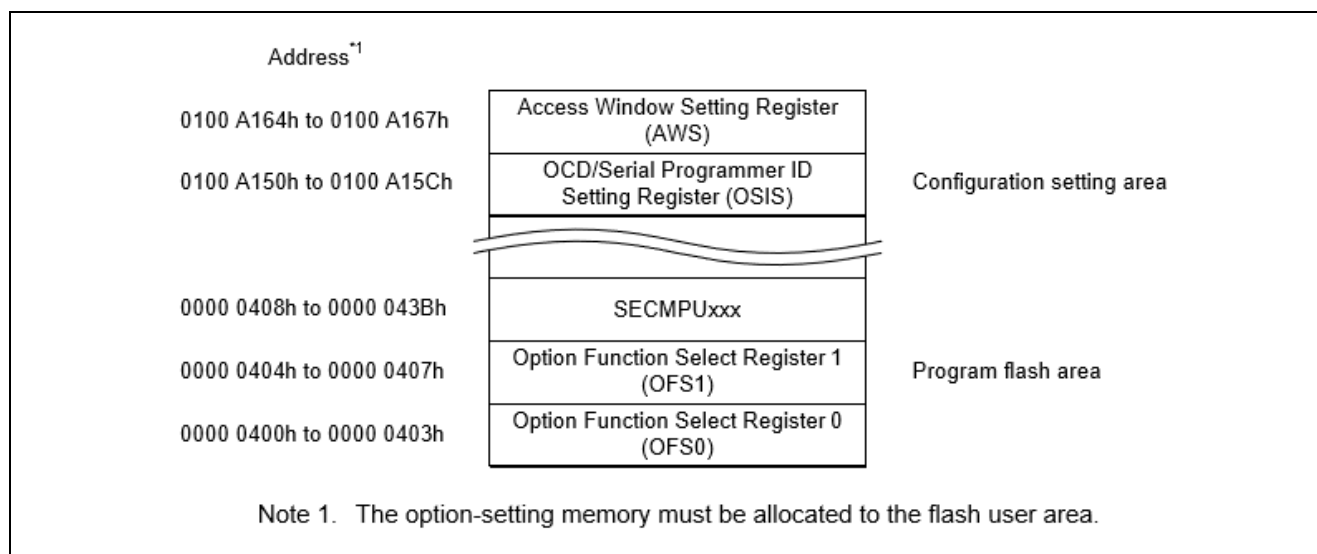 Address*1
0100 A164h to 0100 A167h
Access Window Setting Register
(AWS)
0100 A150h to 0100 A15Ch
OCD/Serial Programmer ID
Setting Register (OSIS)
Configuration setting area
0000 0408h to 0000 043Bh
SECMPUxxx
0000 0404h to 0000 0407h
Option Function Select Register 1
(OFS1)
Program flash area
0000 0400h to 0000 0403h
Option Function Select Register 0
(OFS0)
Note 1. The option-setting memory must be allocated to the flash user area.